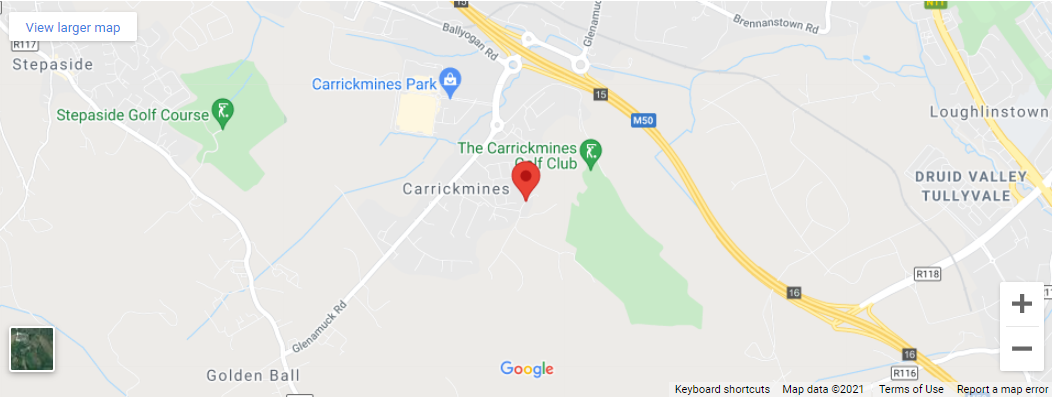 View larger map
R117
Stepaside
Stepaside Golf Course
Carrickmines Park
Ballyogan Rd
15
Glenamuck
Brennanstown Rd
N11
15
M50
Loughlinstown
The Carrickmines
Golf Club
Carrickmines
DRUID VALLEY
TULLYVALE
R118
16
Glenamuck Rd
Golden Ball
16
R116
Google
Keyboard shortcuts
Map data ©2021
Terms of Use
Report a map error